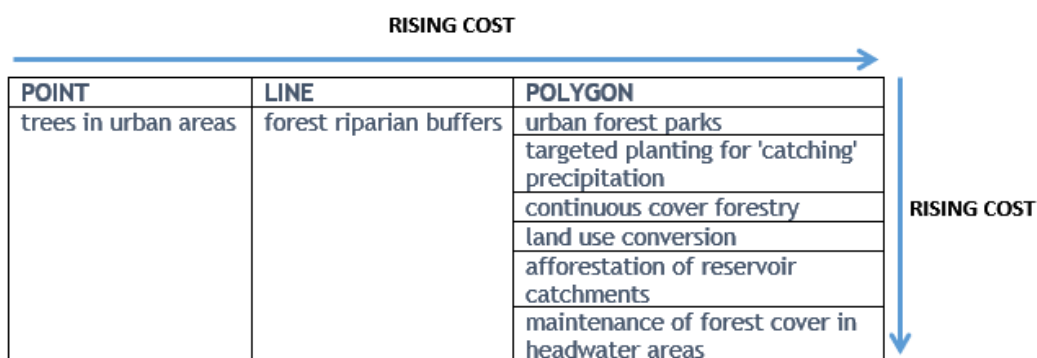 RISING COST
POINT LINE POLYGON
trees in urban areas forest riparian buffers urban forest parks
targeted planting for 'catching'
precipitation
continuous cover forestry
RISING COST
land use conversion
afforestation of reservoir
catchments
maintenance of forest cover in
headwater areas